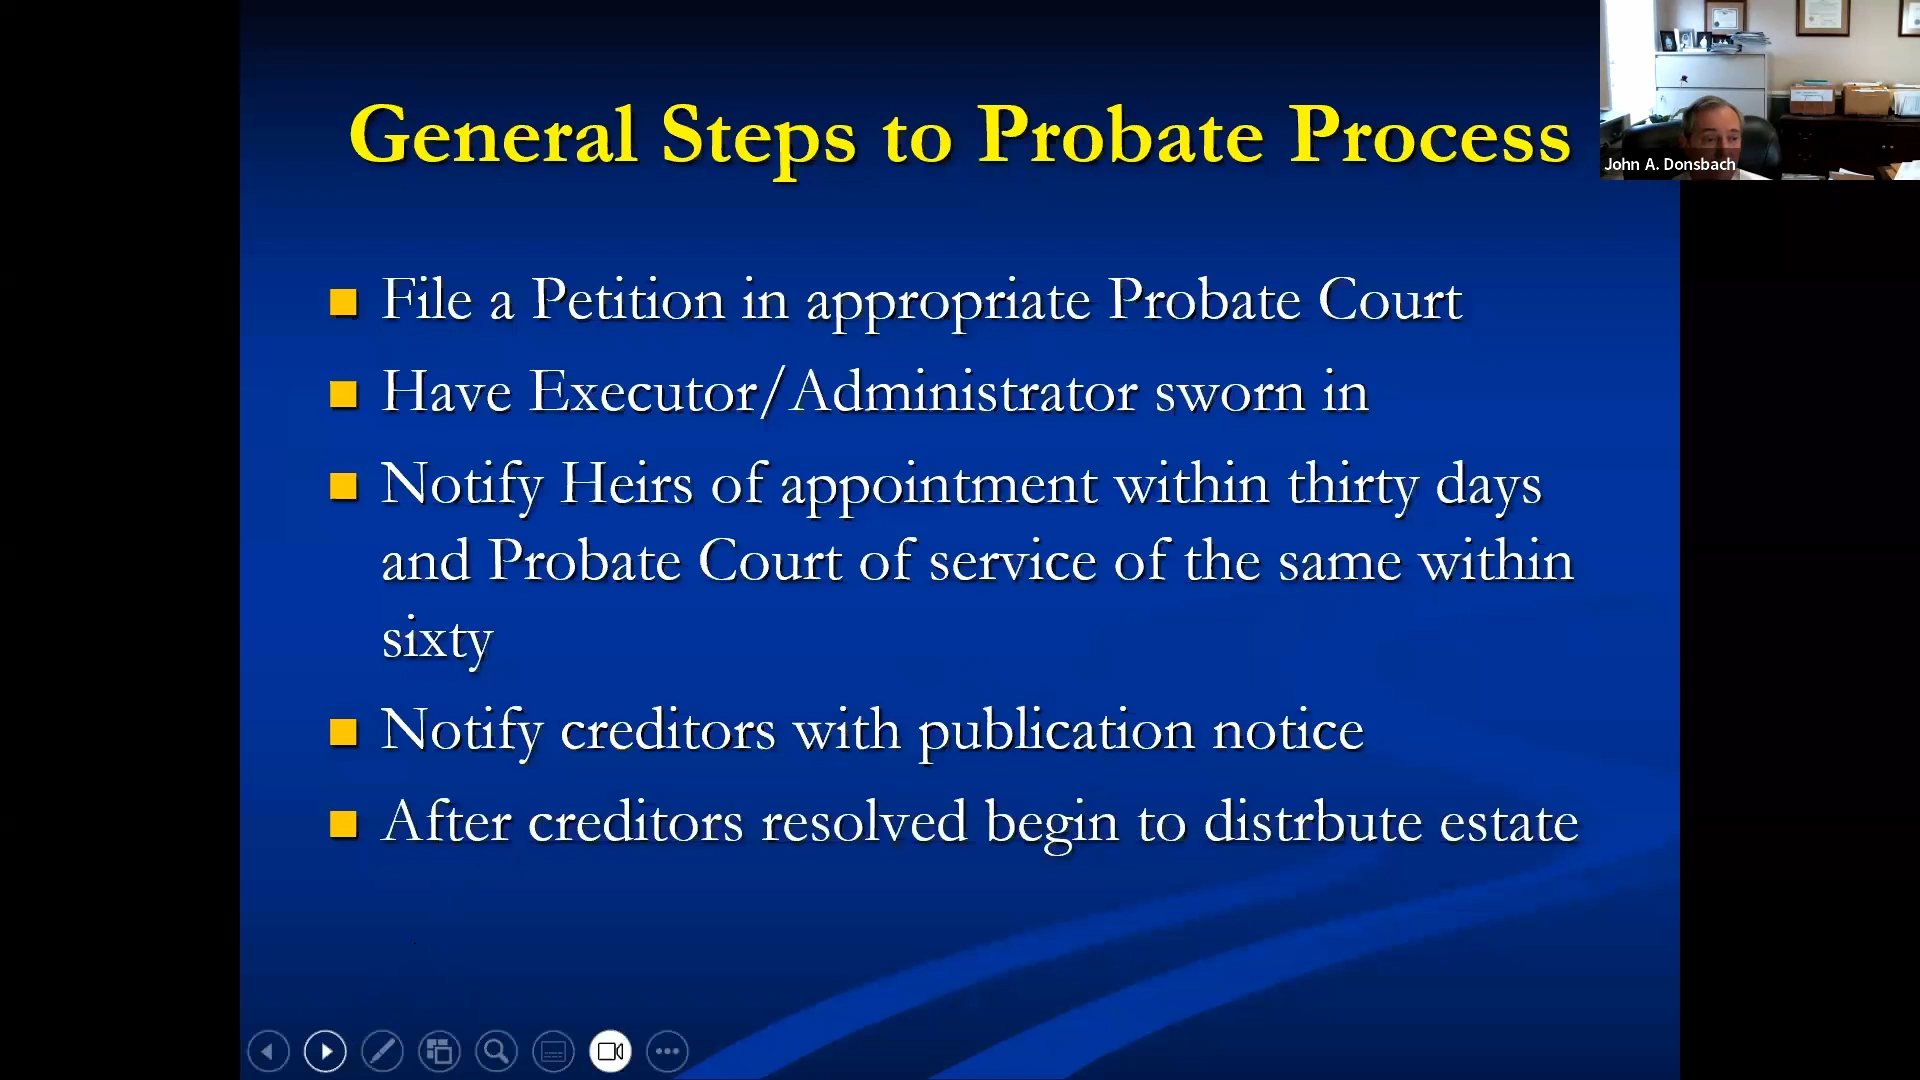 General Steps to Probate Process
John A. Donsbach
File a Petition in appropriate Probate Court
Have Executor/Administrator sworn in
Notify Heirs of appointment within thirty days
and Probate Court of service of the same within
sixty
Notify creditors with publication notice
After creditors resolved begin to distrbute estate